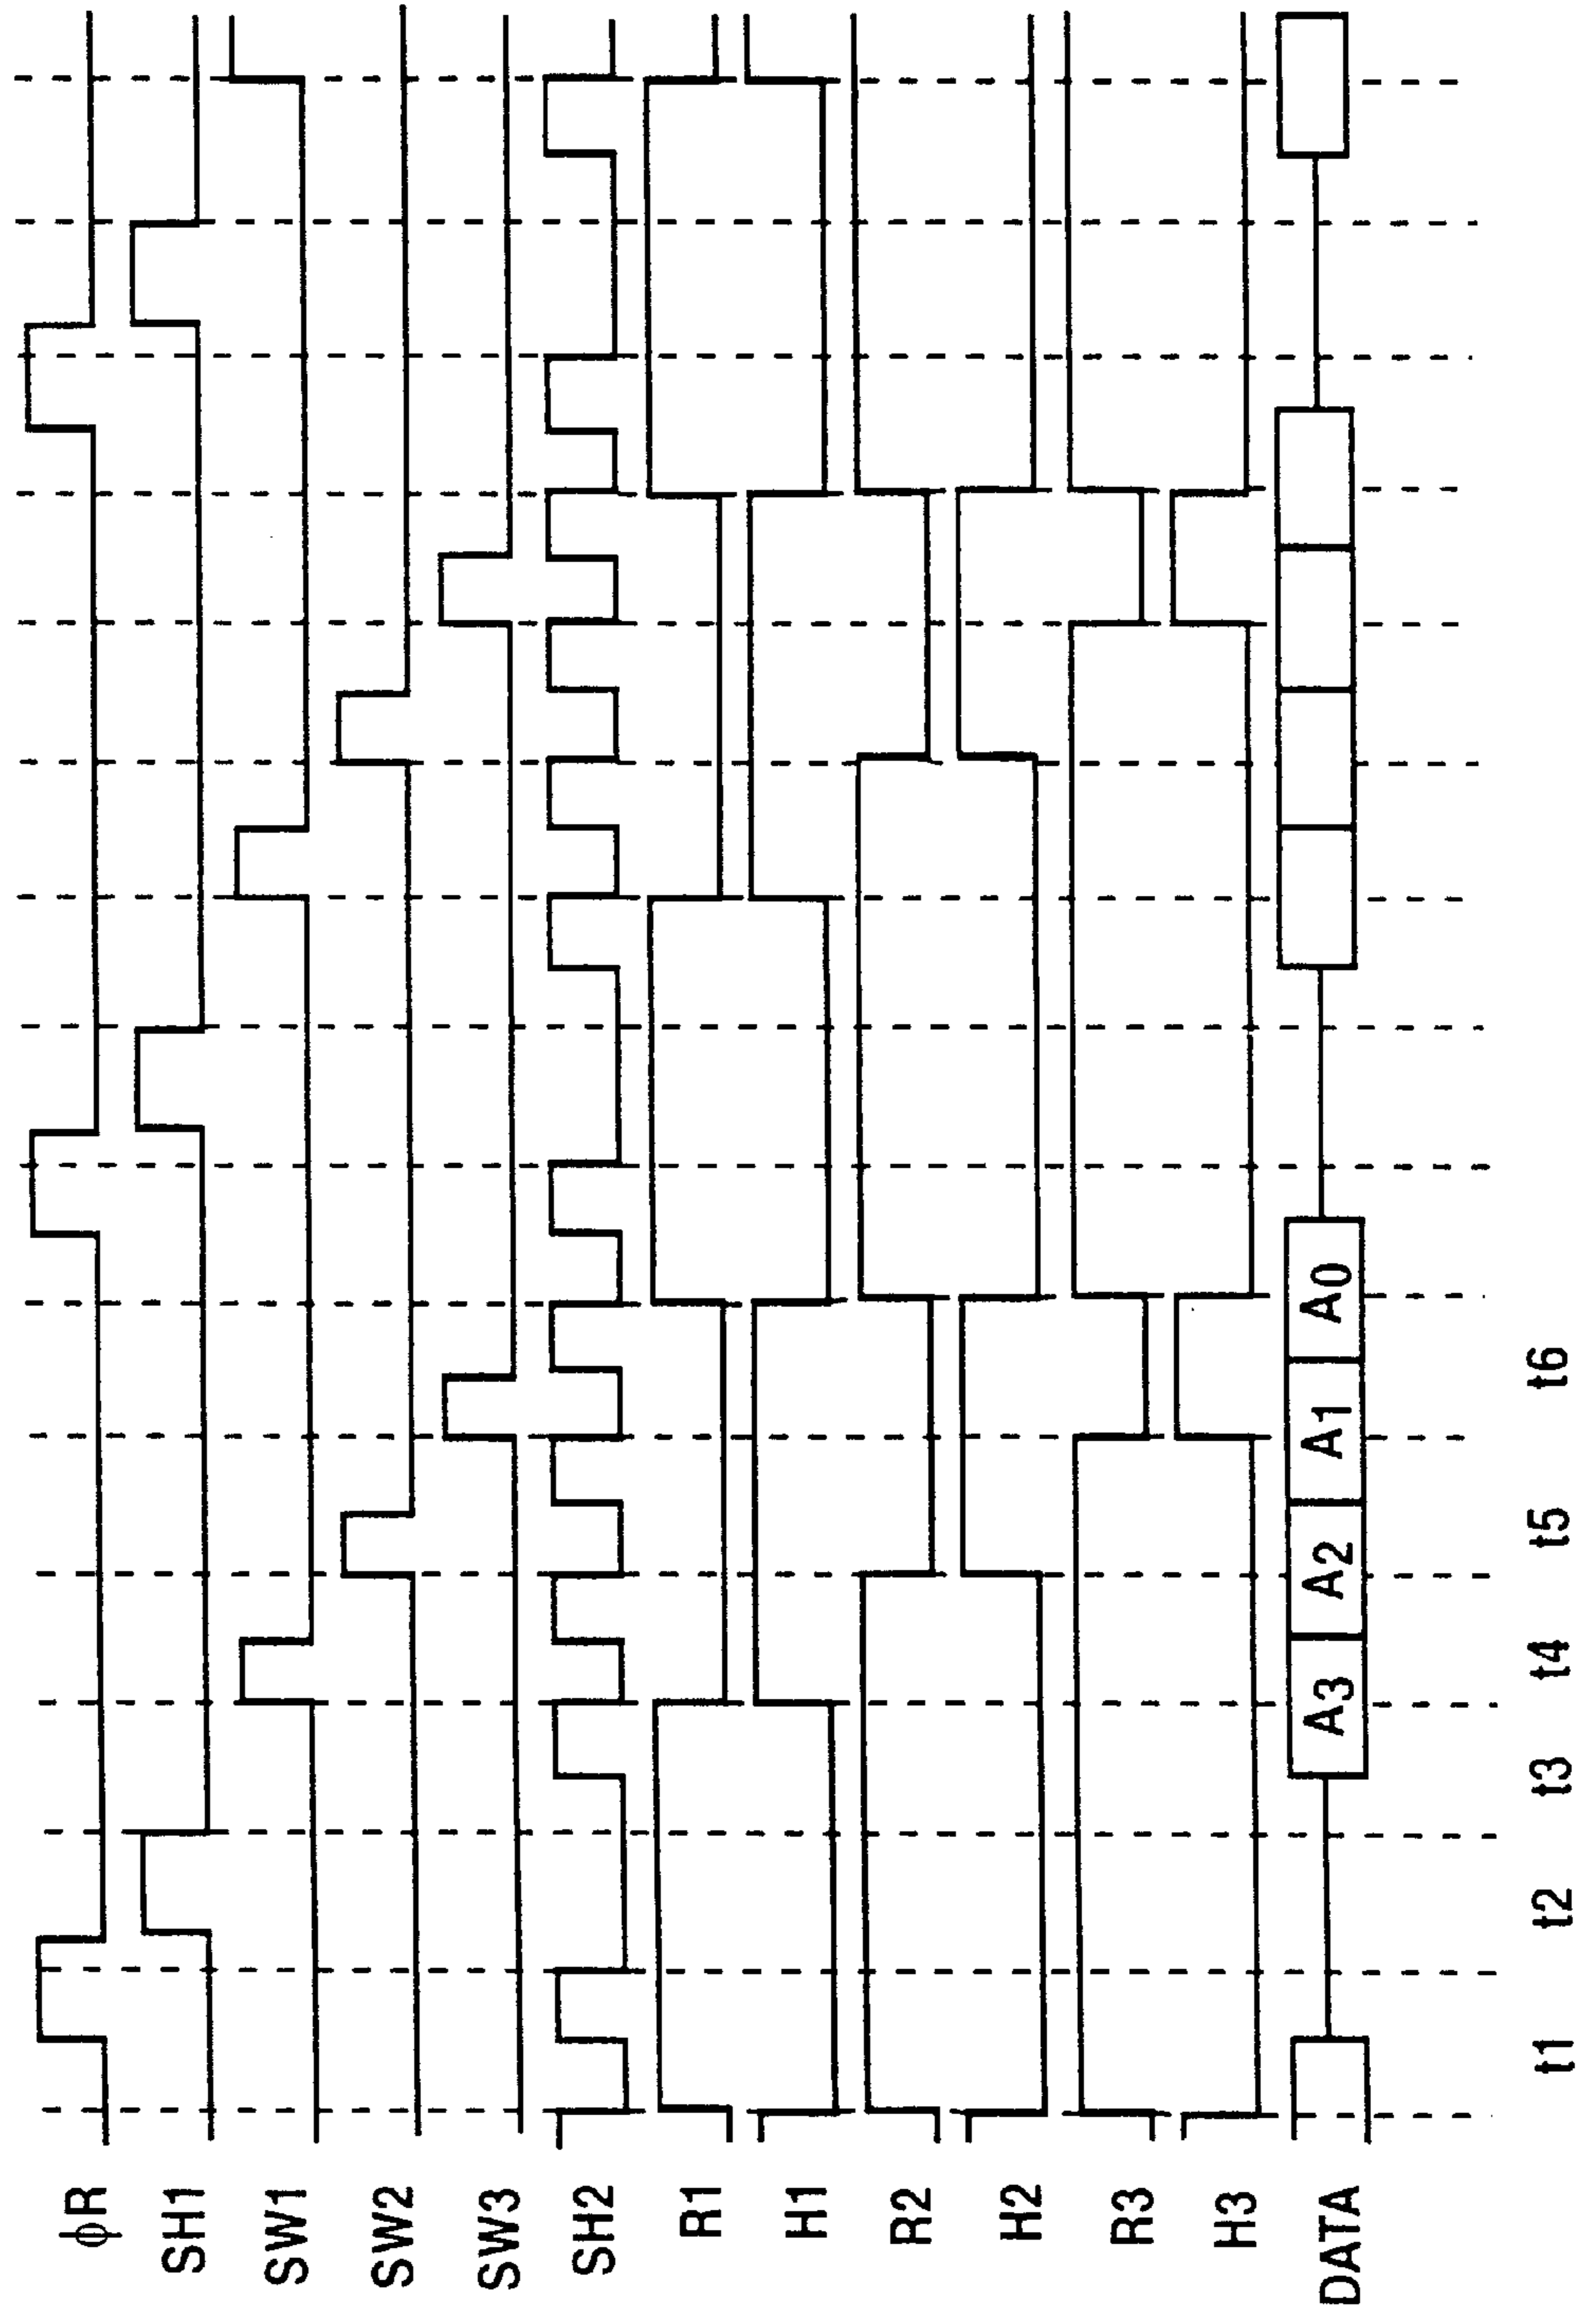 ϕR
SH1
SW1
SW2
SW3
SH2
R1
H1
R2
H2
R3
H3
DATA
A3
A2
A1
A0
t1
t2
t3
t4
t5
t6